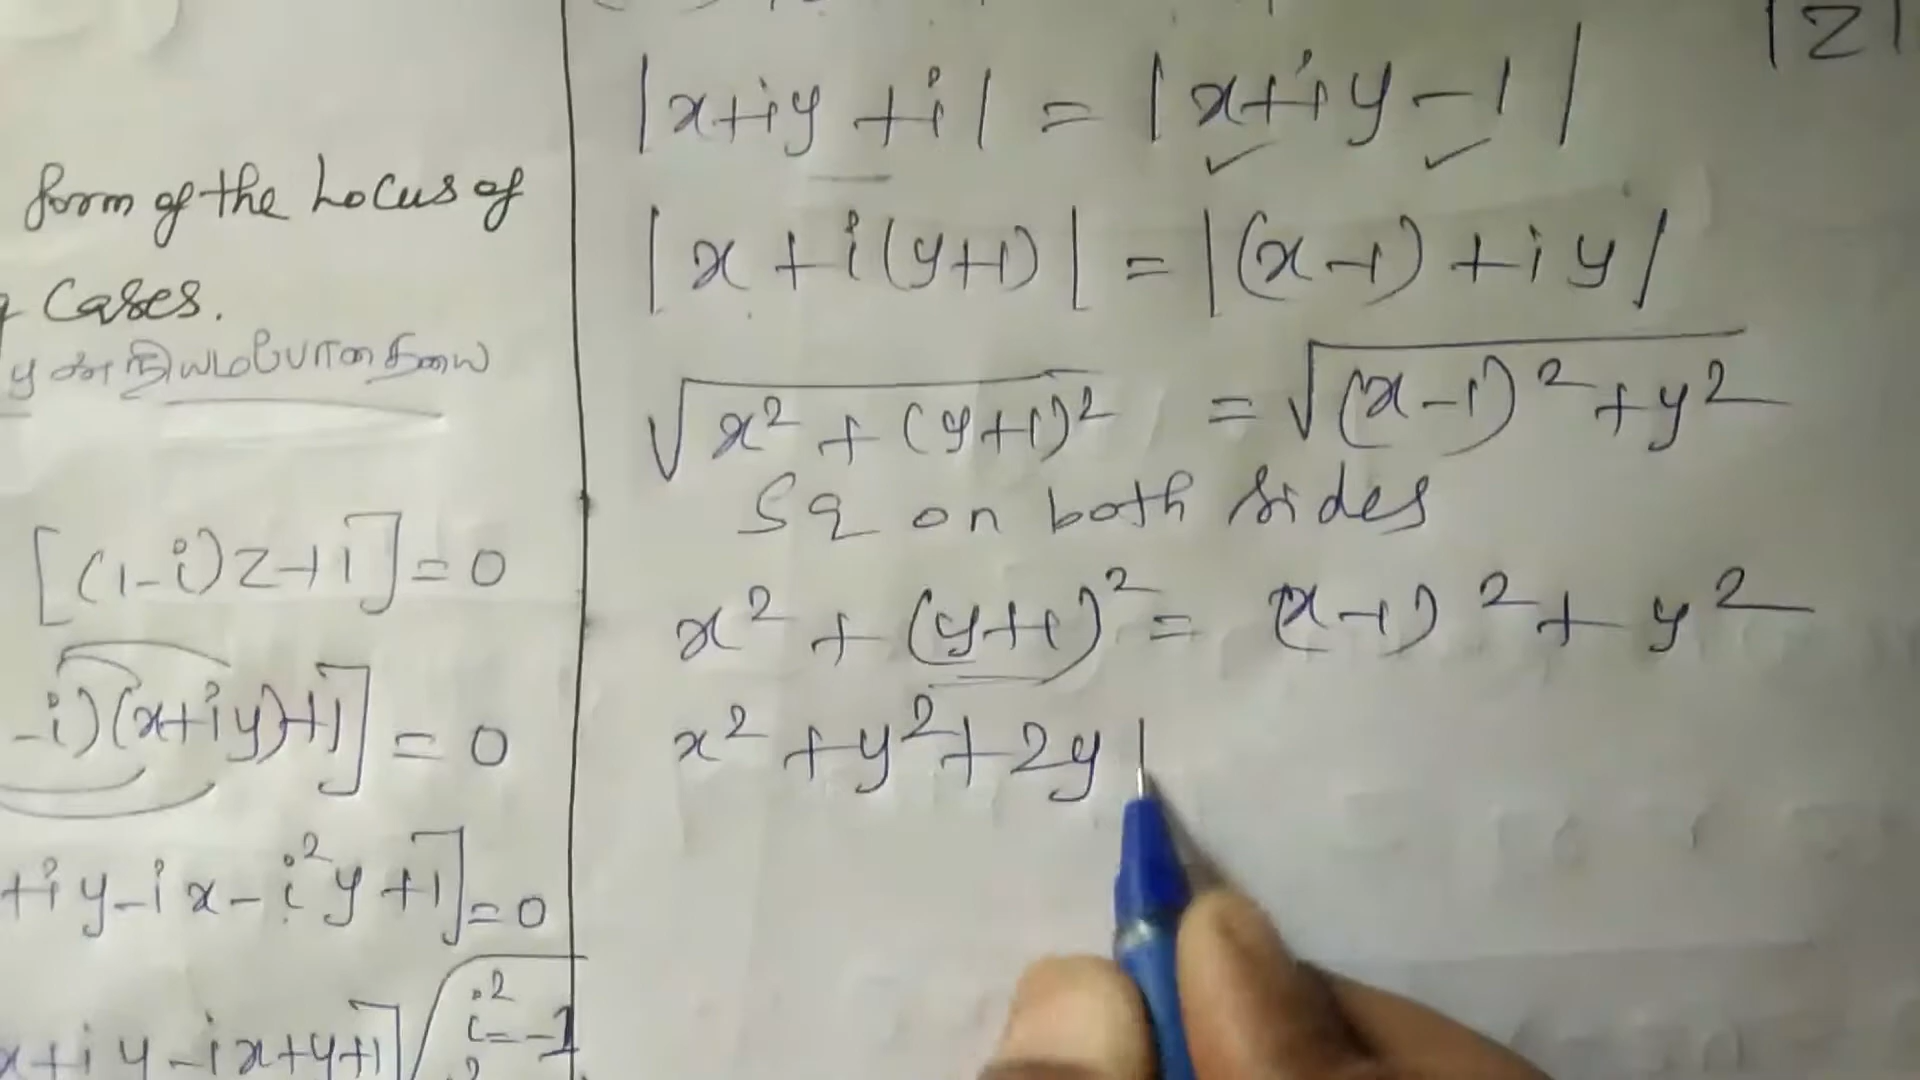 form of the Locus of
Cases.
[(1-i)z+1]=0
-i)(x+iy)+1]=0
+iy-ix-i²y+1]=0
x+iy-ix+y+1]
i²=-1
|z|
|x+iy+i|=|x+iy-1|
|x+i(y+1)|=|(x-1)+iy|
√x²+(y+1)² = √(x-1)²+y²
Sq on both sides
x²+(y+1)²=(x-1)²+y²
x²+y²+2y